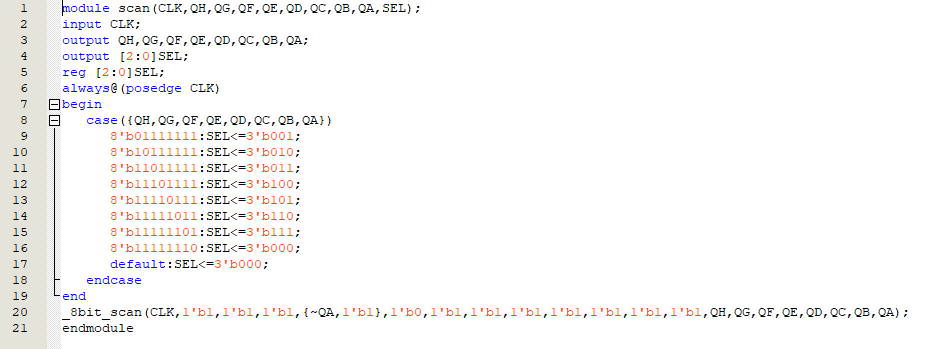 1 module scan(CLK,QH,QG,QF,QE,QD,QC,QB,QA,SEL);
2 input CLK;
3 output QH,QG,QF,QE,QD,QC,QB,QA;
4 output [2:0]SEL;
5 reg [2:0]SEL;
6 always@(posedge CLK)
7 begin
8 case({QH,QG,QF,QE,QD,QC,QB,QA})
9 8'b01111111:SEL<=3'b001;
10 8'b10111111:SEL<=3'b010;
11 8'b11011111:SEL<=3'b011;
12 8'b11101111:SEL<=3'b100;
13 8'b11110111:SEL<=3'b101;
14 8'b11111011:SEL<=3'b110;
15 8'b11111101:SEL<=3'b111;
16 8'b11111110:SEL<=3'b000;
17 default:SEL<=3'b000;
18 endcase
19 end
20 _8bit_scan(CLK,1'b1,1'b1,1'b1,{~QA,1'b1},1'b0,1'b1,1'b1,1'b1,1'b1,1'b1,1'b1,1'b1,QH,QG,QF,QE,QD,QC,QB,QA);
21 endmodule